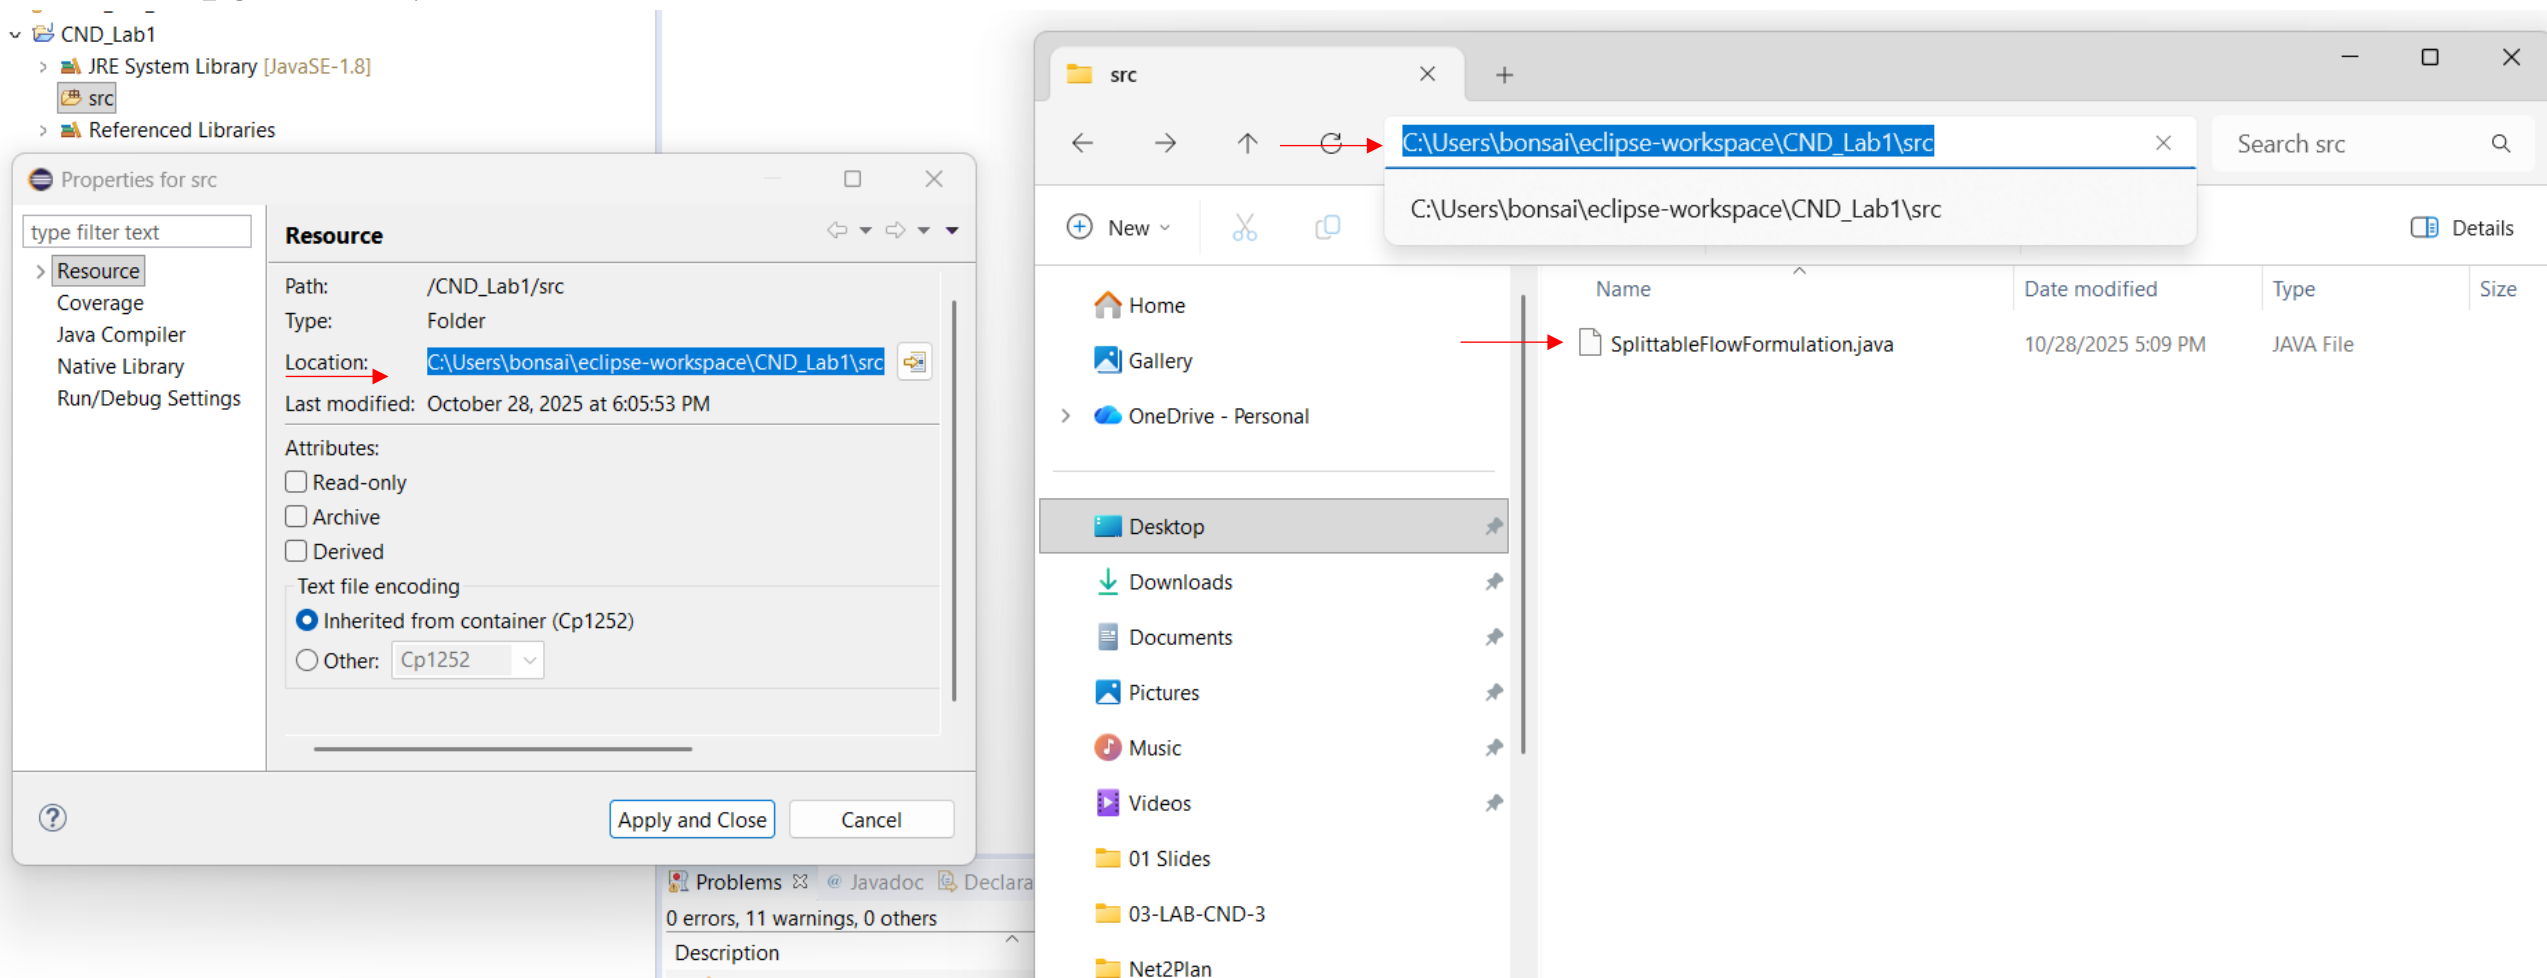 CND_Lab1
JRE System Library [JavaSE-1.8]
src
Referenced Libraries
Properties for src
type filter text
Resource
Coverage
Java Compiler
Native Library
Run/Debug Settings
Resource
Path: /CND_Lab1/src
Type: Folder
Location: C:\Users\bonsai\eclipse-workspace\CND_Lab1\src
Last modified: October 28, 2025 at 6:05:53 PM
Attributes:
Read-only
Archive
Derived
Text file encoding
Inherited from container (Cp1252)
Other: Cp1252
Apply and Close Cancel
Problems @ Javadoc Declara
0 errors, 11 warnings, 0 others
Description
src
C:\Users\bonsai\eclipse-workspace\CND_Lab1\src
Search src
C:\Users\bonsai\eclipse-workspace\CND_Lab1\src
New
Details
Home
Gallery
OneDrive - Personal
Desktop
Downloads
Documents
Pictures
Music
Videos
01 Slides
03-LAB-CND-3
Net2Plan
Name Date modified Type Size
SplittableFlowFormulation.java 10/28/2025 5:09 PM JAVA File